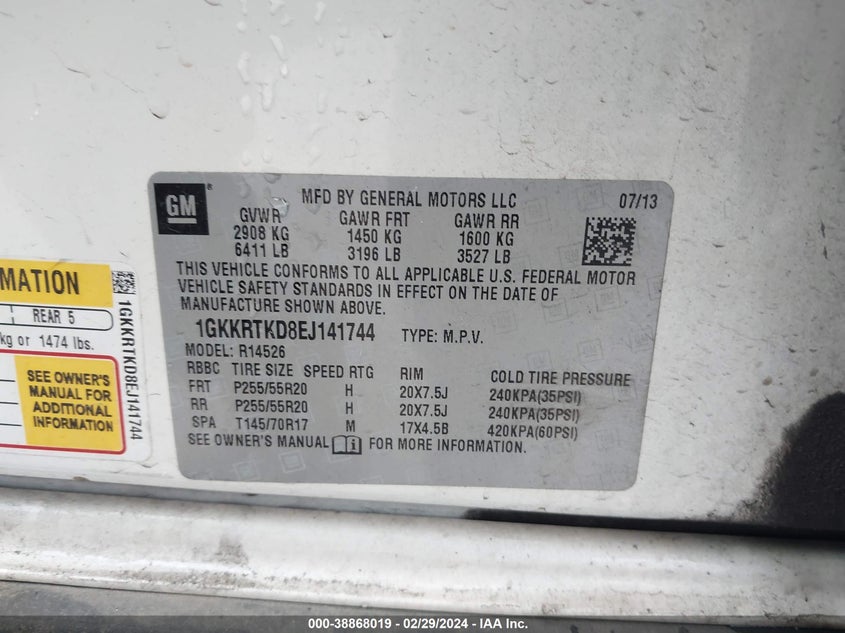 GM ®
MFD BY GENERAL MOTORS LLC 07/13
GVWR GAWR FRT GAWR RR
2908 KG 1450 KG 1600 KG
6411 LB 3196 LB 3527 LB
THIS VEHICLE CONFORMS TO ALL APPLICABLE U.S. FEDERAL MOTOR
VEHICLE SAFETY STANDARDS IN EFFECT ON THE DATE OF
MANUFACTURE SHOWN ABOVE.
1GKKRTKD8EJ141744 TYPE: M.P.V.
MODEL: R14526
RBBC TIRE SIZE SPEED RTG RIM COLD TIRE PRESSURE
FRT P255/55R20 H 20X7.5J 240KPA(35PSI)
RR P255/55R20 H 20X7.5J 240KPA(35PSI)
SPA T145/70R17 M 17X4.5B 420KPA(60PSI)
SEE OWNER'S MANUAL i FOR MORE INFORMATION.
MATION
REAR 5
kg or 1474 lbs.
SEE OWNER'S
MANUAL FOR
ADDITIONAL
INFORMATION
1GKKRTKD8EJ141744
000-38868019 - 02/29/2024 - IAA Inc.